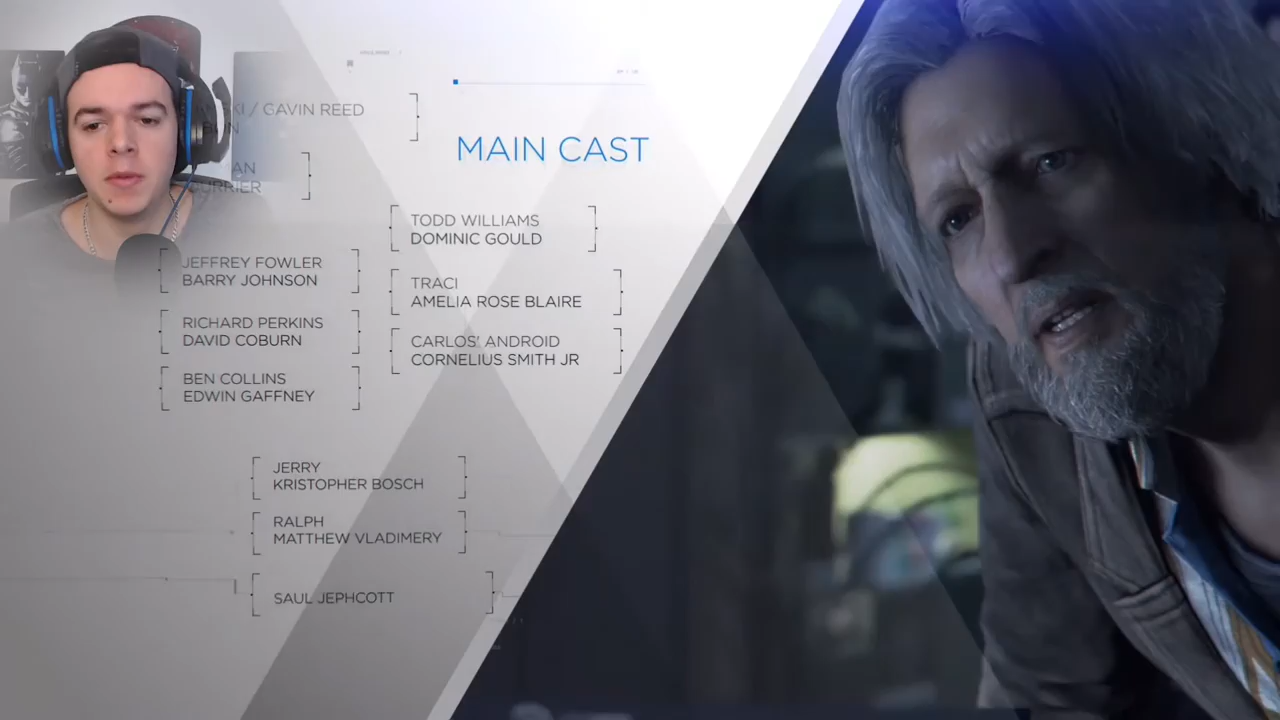 KI / GAVIN REED
MAIN CAST
TODD WILLIAMS
DOMINIC GOULD
JEFFREY FOWLER
BARRY JOHNSON
TRACI
AMELIA ROSE BLAIRE
RICHARD PERKINS
DAVID COBURN
CARLOS' ANDROID
CORNELIUS SMITH JR
BEN COLLINS
EDWIN GAFFNEY
JERRY
KRISTOPHER BOSCH
RALPH
MATTHEW VLADIMERY
SAUL JEPHCOTT